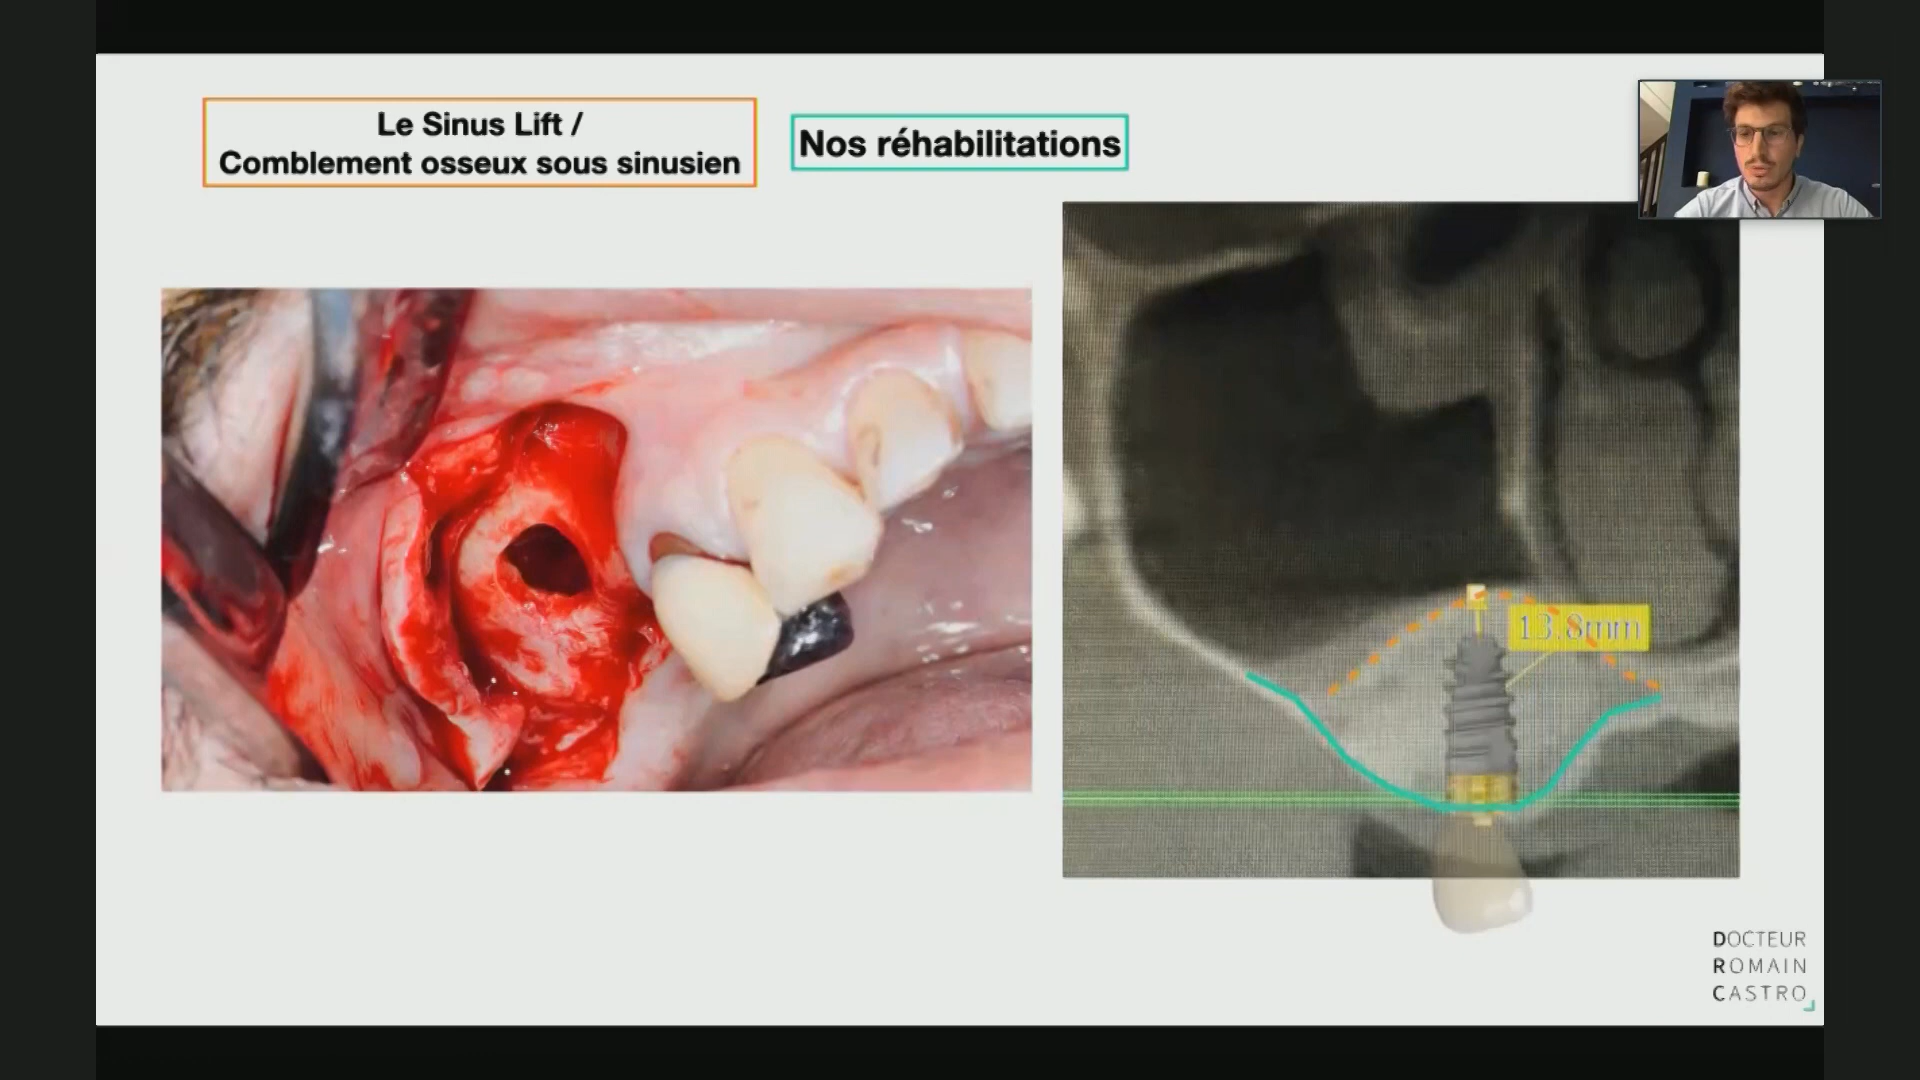 Le Sinus Lift /
Comblement osseux sous sinusien
Nos réhabilitations
13.8mm
DOCTEUR
ROMAIN
CASTRO